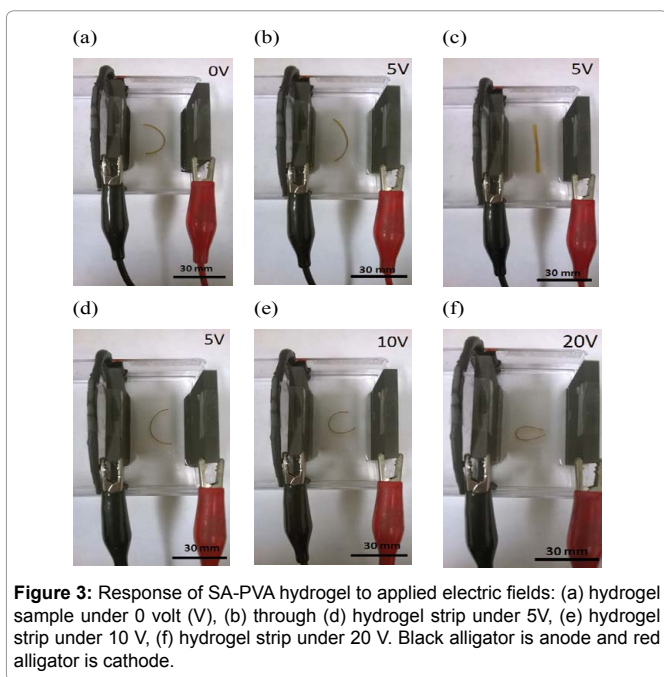 (a) (b) (c)
0V 5V 5V
30 mm 30 mm 30 mm
(d) (e) (f)
5V 10V 20V
30 mm 30 mm 30 mm
Figure 3: Response of SA-PVA hydrogel to applied electric fields: (a) hydrogel
sample under 0 volt (V), (b) through (d) hydrogel strip under 5V, (e) hydrogel
strip under 10 V, (f) hydrogel strip under 20 V. Black alligator is anode and red
alligator is cathode.